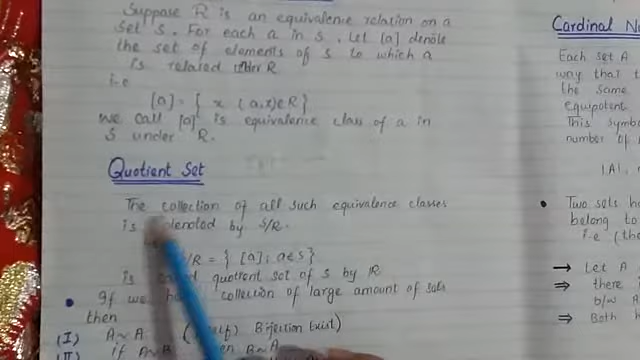 Suppose R is an equivalence relation on a
set S. For each a in S, let [a] denote
the set of elements of S to which a
is related under R
i.e
[a] = { x (a,x)∈R }
we call [a] is equivalence class of a in
S under R.
Quotient Set
The collection of all such equivalence classes
is denoted by S/R.
/R = { [a]; a∈S }
is quotient set of S by R
• If we collection of large amount of sets
then
(I) A~A ( Bijection Exist)
(II) if A~B B~A
Cardinal N
Each set A
way that t
the same
equipotent
This symb
number of
|A|,
• Two sets h
belong to
i.e (th
→ Let A
⇒ there i
b/w A
⇒ Both h